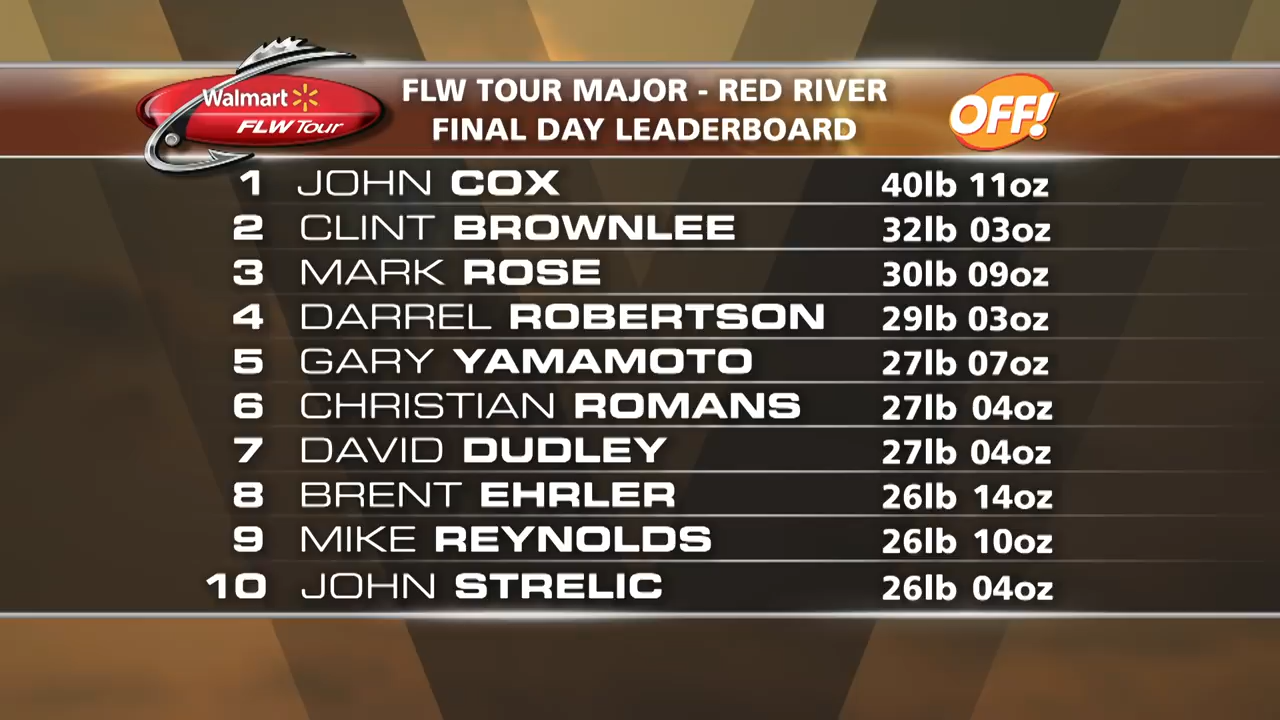 Walmart
FLW Tour
FLW TOUR MAJOR - RED RIVER
FINAL DAY LEADERBOARD
OFF!
1 JOHN COX 40lb 11oz
2 CLINT BROWNLEE 32lb 03oz
3 MARK ROSE 30lb 09oz
4 DARREL ROBERTSON 29lb 03oz
5 GARY YAMAMOTO 27lb 07oz
6 CHRISTIAN ROMANS 27lb 04oz
7 DAVID DUDLEY 27lb 04oz
8 BRENT EHRLER 26lb 14oz
9 MIKE REYNOLDS 26lb 10oz
10 JOHN STRELIC 26lb 04oz